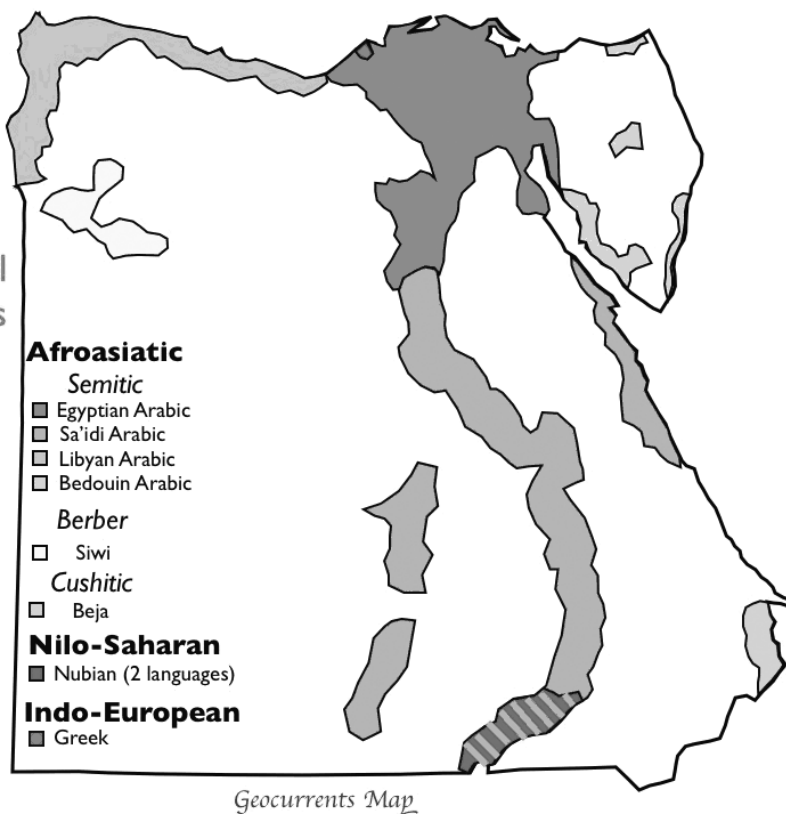 Afroasiatic
Semitic
Egyptian Arabic
Sa'idi Arabic
Libyan Arabic
Bedouin Arabic
Berber
Siwi
Cushitic
Beja
Nilo-Saharan
Nubian (2 languages)
Indo-European
Greek
Geocurrents Map